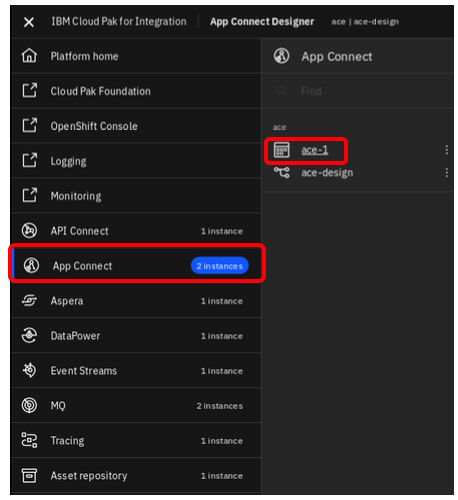 IBM Cloud Pak for Integration App Connect Designer ace | ace-design
Platform home
Cloud Pak Foundation
OpenShift Console
Logging
Monitoring
API Connect 1 instance
App Connect 2 instances
Aspera 1 instance
DataPower 1 instance
Event Streams 1 instance
MQ 2 instances
Tracing 1 instance
Asset repository 1 instance
App Connect
Find
ace
ace-1
ace-design